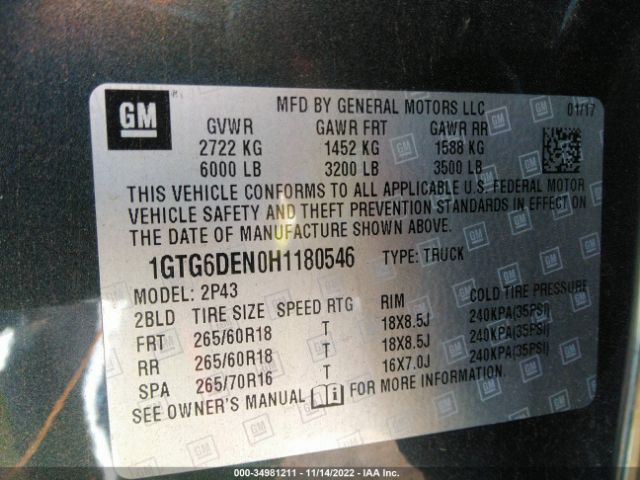 GM
MFD BY GENERAL MOTORS LLC 01/17
GVWR GAWR FRT GAWR RR
2722 KG 1452 KG 1588 KG
6000 LB 3200 LB 3500 LB
THIS VEHICLE CONFORMS TO ALL APPLICABLE U.S. FEDERAL MOTOR
VEHICLE SAFETY AND THEFT PREVENTION STANDARDS IN EFFECT ON
THE DATE OF MANUFACTURE SHOWN ABOVE.
1GTG6DEN0H1180546 TYPE: TRUCK
MODEL: 2P43
2BLD TIRE SIZE SPEED RTG RIM COLD TIRE PRESSURE
FRT 265/60R18 T 18X8.5J 240KPA(35PSI)
RR 265/60R18 T 18X8.5J 240KPA(35PSI)
SPA 265/70R16 T 16X7.0J 240KPA(35PSI)
SEE OWNER'S MANUAL FOR MORE INFORMATION.
000-34981211 - 11/14/2022 - IAA Inc.